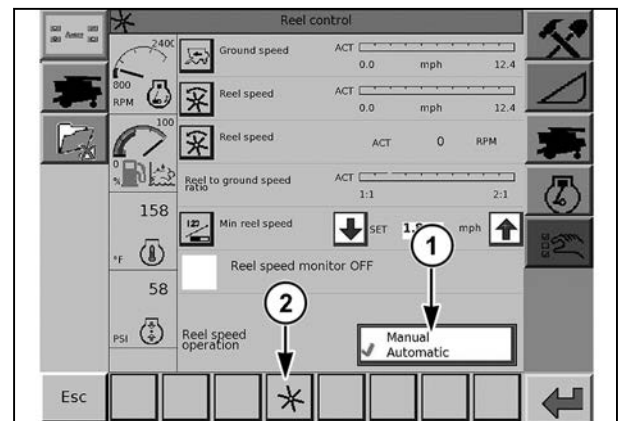 Reel control
2400
800
RPM
Ground speed ACT
0.0 mph 12.4
Reel speed ACT
0.0 mph 12.4
100
0
%
Reel speed ACT 0 RPM
Reel to ground speed ratio ACT
1:1 2:1
158
°F
Min reel speed SET mph
1
Reel speed monitor OFF
58
PSI
2
Reel speed operation
Manual
Automatic
Esc